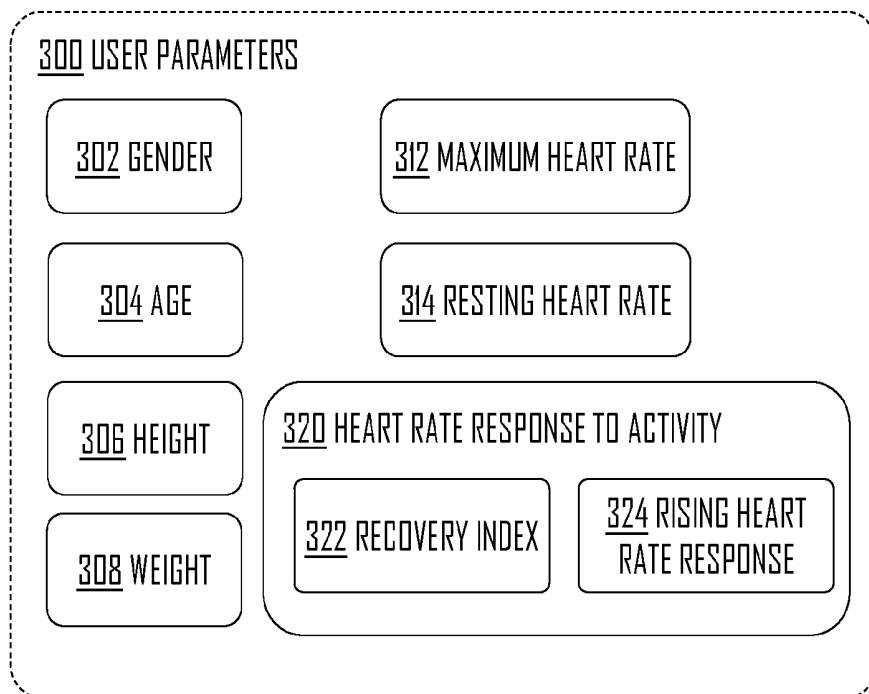 300 USER PARAMETERS
302 GENDER
312 MAXIMUM HEART RATE
304 AGE
314 RESTING HEART RATE
306 HEIGHT
320 HEART RATE RESPONSE TO ACTIVITY
322 RECOVERY INDEX
324 RISING HEART
RATE RESPONSE
308 WEIGHT